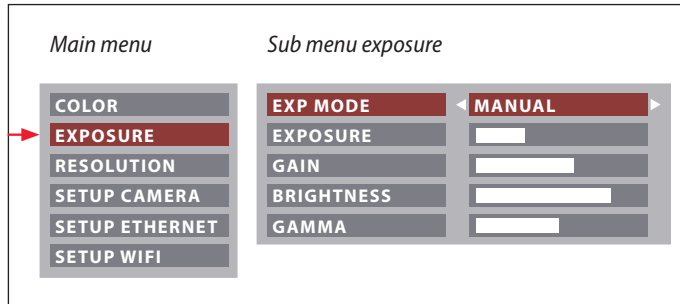 Main menu
COLOR
EXPOSURE
RESOLUTION
SETUP CAMERA
SETUP ETHERNET
SETUP WIFI
Sub menu exposure
EXP MODE MANUAL
EXPOSURE
GAIN
BRIGHTNESS
GAMMA